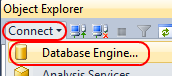 Object Explorer
Connect
Database Engine...
Analysis Services